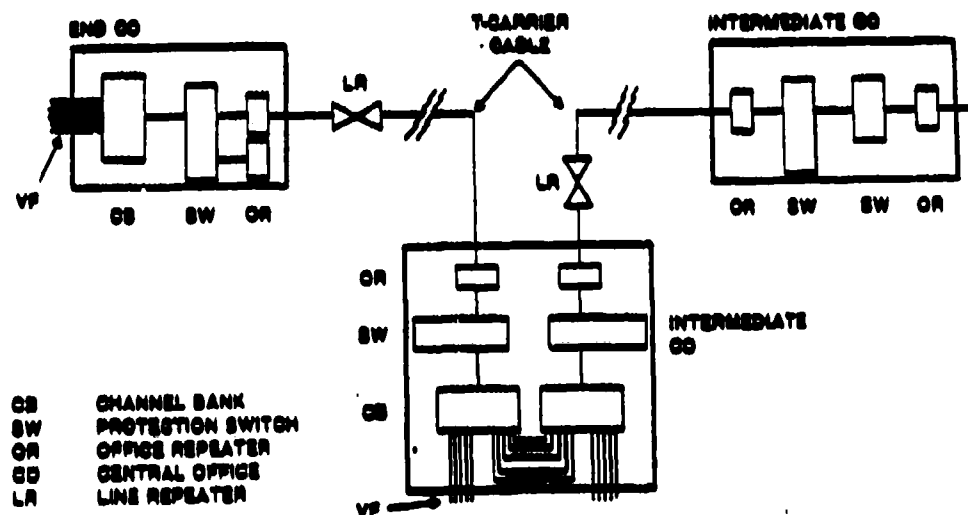 END CO
T-CARRIER
CABLE
INTERMEDIATE CO
LR
VF
CB
SW
OR
LR
OR
SW
SW
OR
OR
SW
CB
INTERMEDIATE
CO
CB CHANNEL BANK
SW PROTECTION SWITCH
OR OFFICE REPEATER
CO CENTRAL OFFICE
LR LINE REPEATER
VF